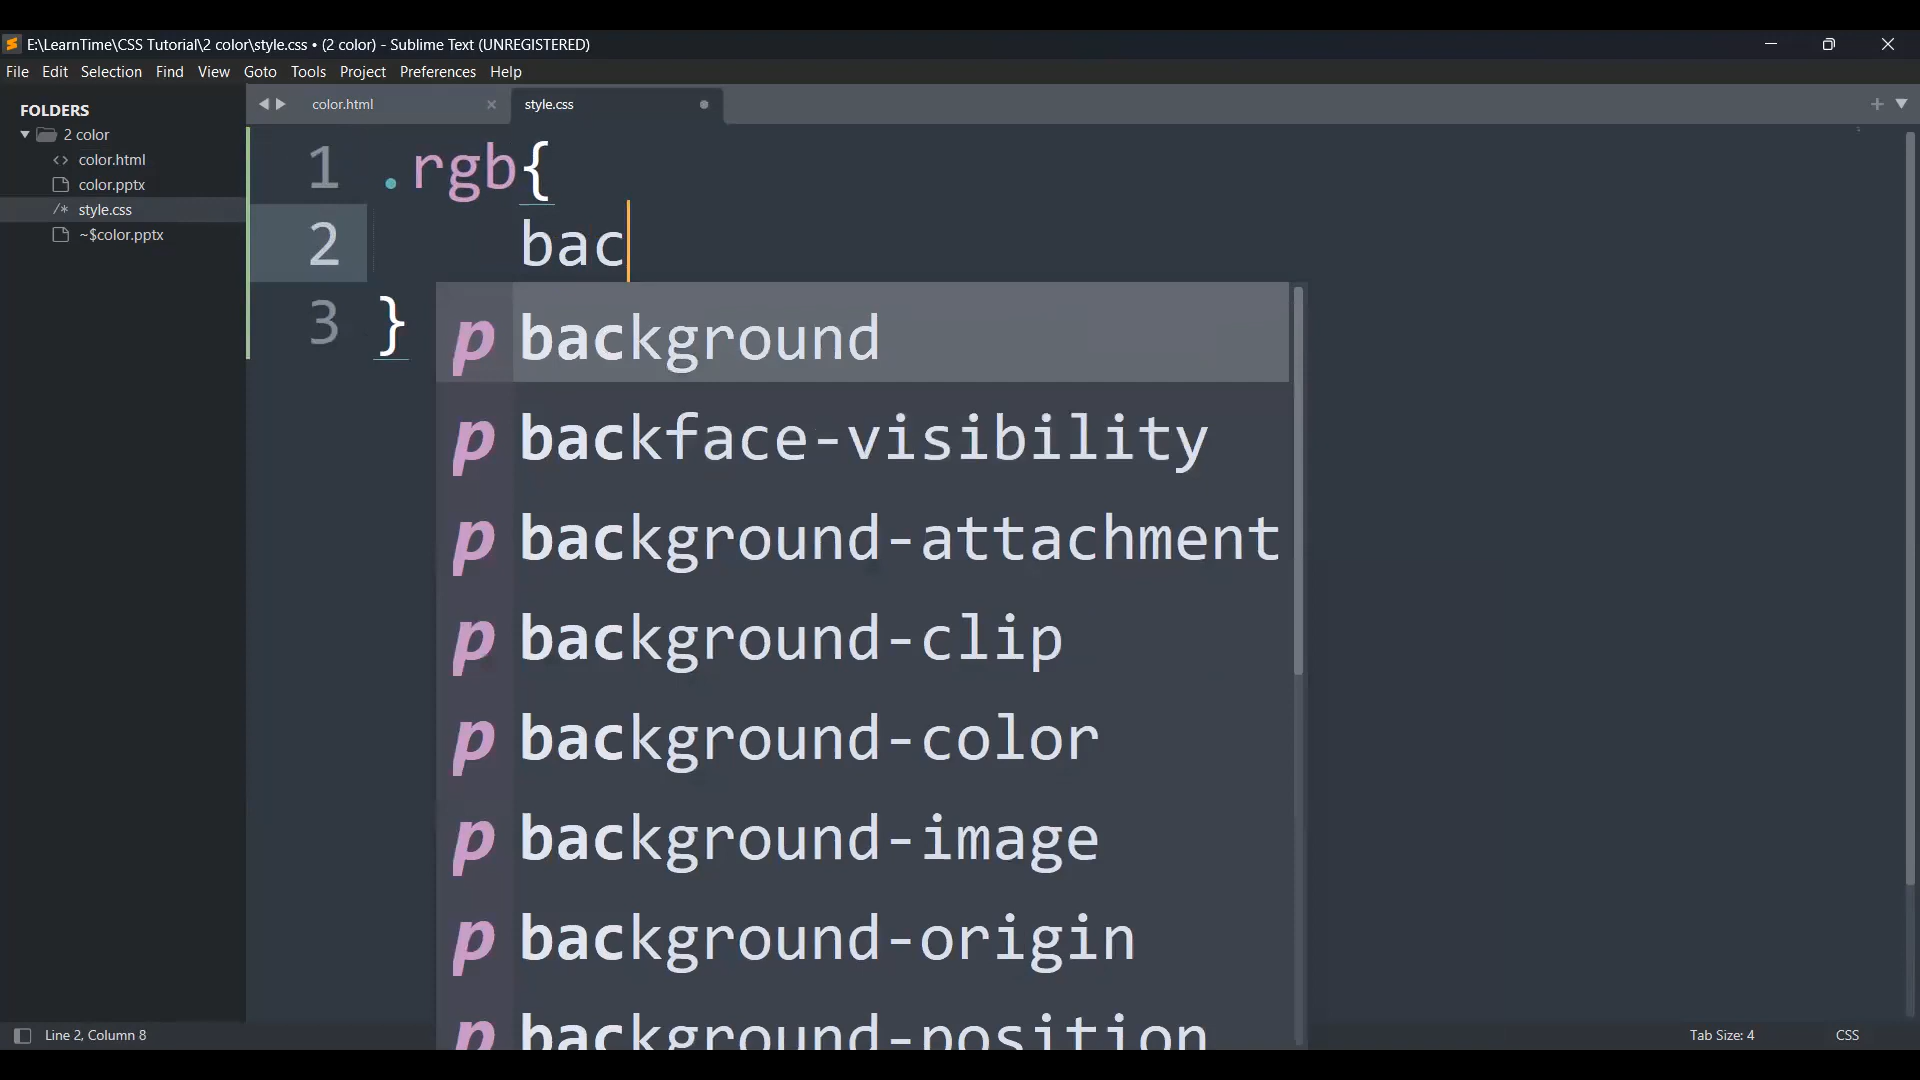 E:\LearnTime\CSS Tutorial\2 color\style.css • (2 color) - Sublime Text (UNREGISTERED)
File Edit Selection Find View Goto Tools Project Preferences Help
FOLDERS
2 color
color.html
color.pptx
style.css
~$color.pptx
color.html
style.css
1 .rgb{
2 bac
3 }
p background
p backface-visibility
p background-attachment
p background-clip
p background-color
p background-image
p background-origin
p background-position
Line 2, Column 8
Tab Size: 4
CSS